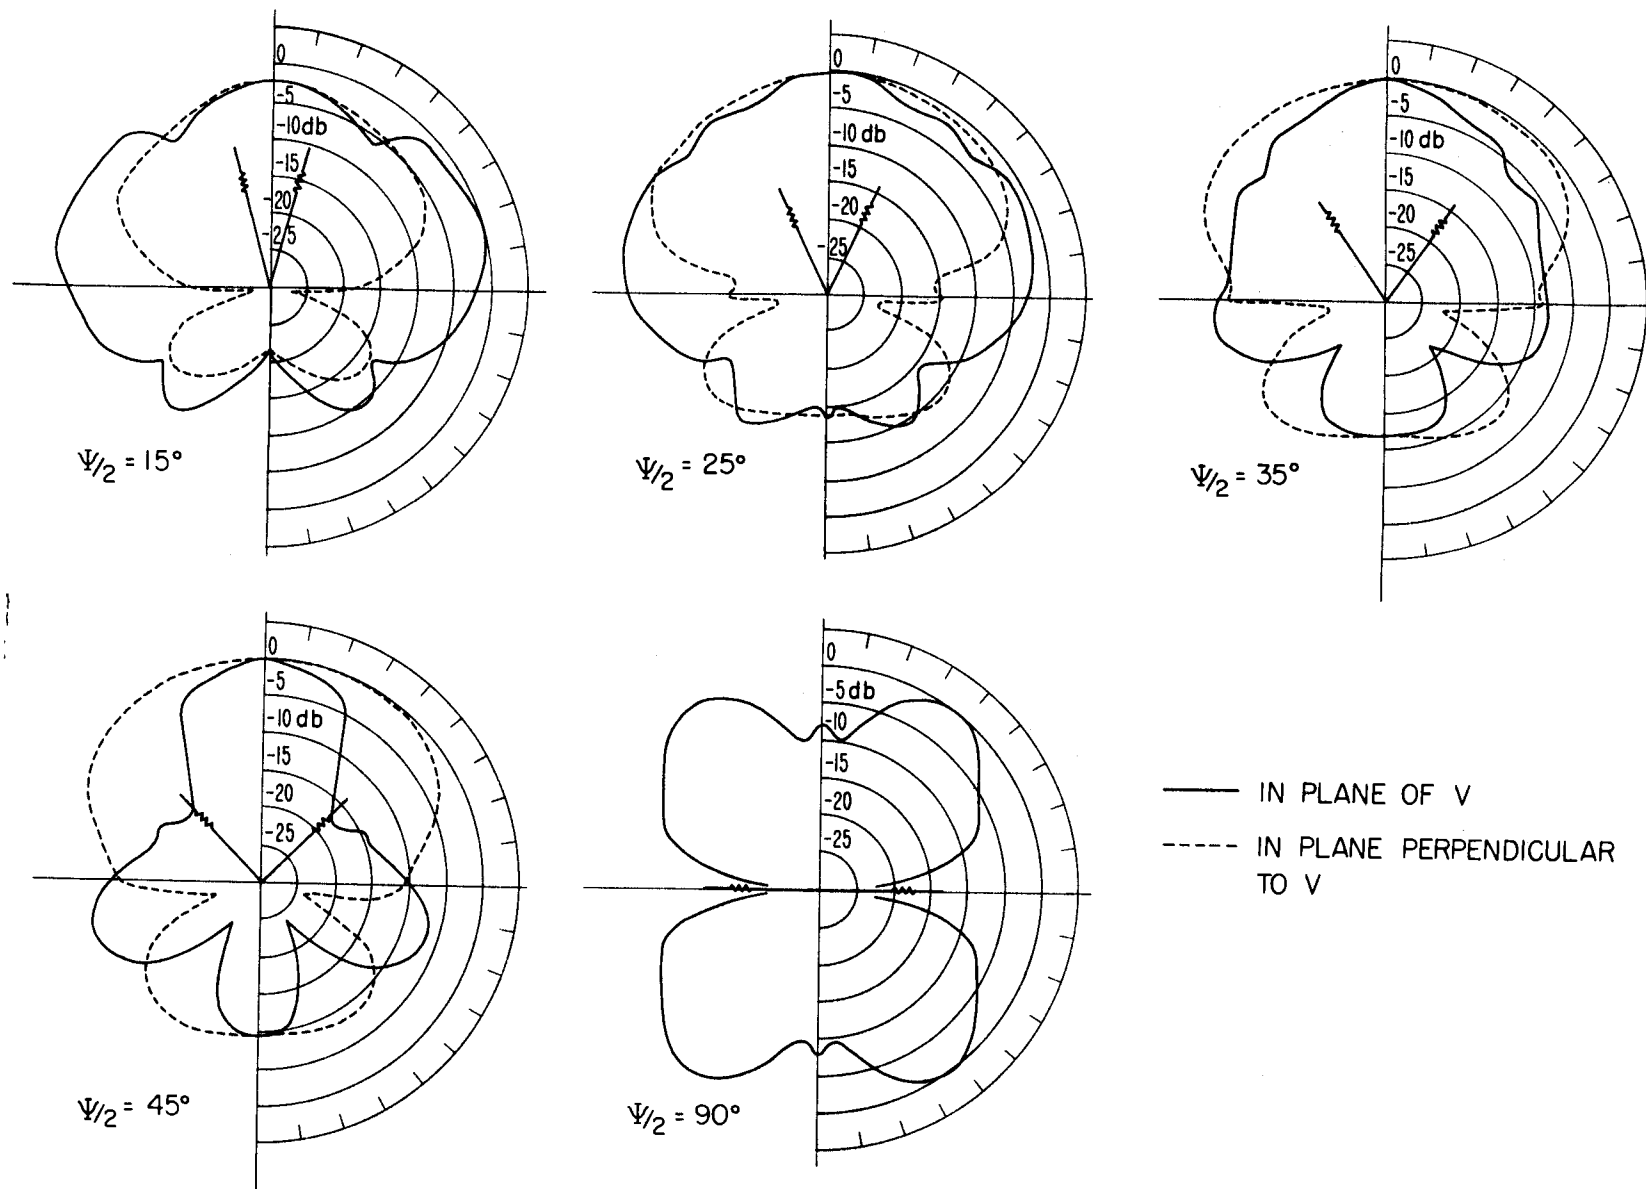 0
-5
-10 db
-15
-20
-25
Ψ/2 = 15°
0
-5
-10 db
-15
-20
-25
Ψ/2 = 25°
0
-5
-10 db
-15
-20
-25
Ψ/2 = 35°
0
-5
-10 db
-15
-20
-25
Ψ/2 = 45°
0
-5 db
-10
-15
-20
-25
Ψ/2 = 90°
IN PLANE OF V
IN PLANE PERPENDICULAR
TO V